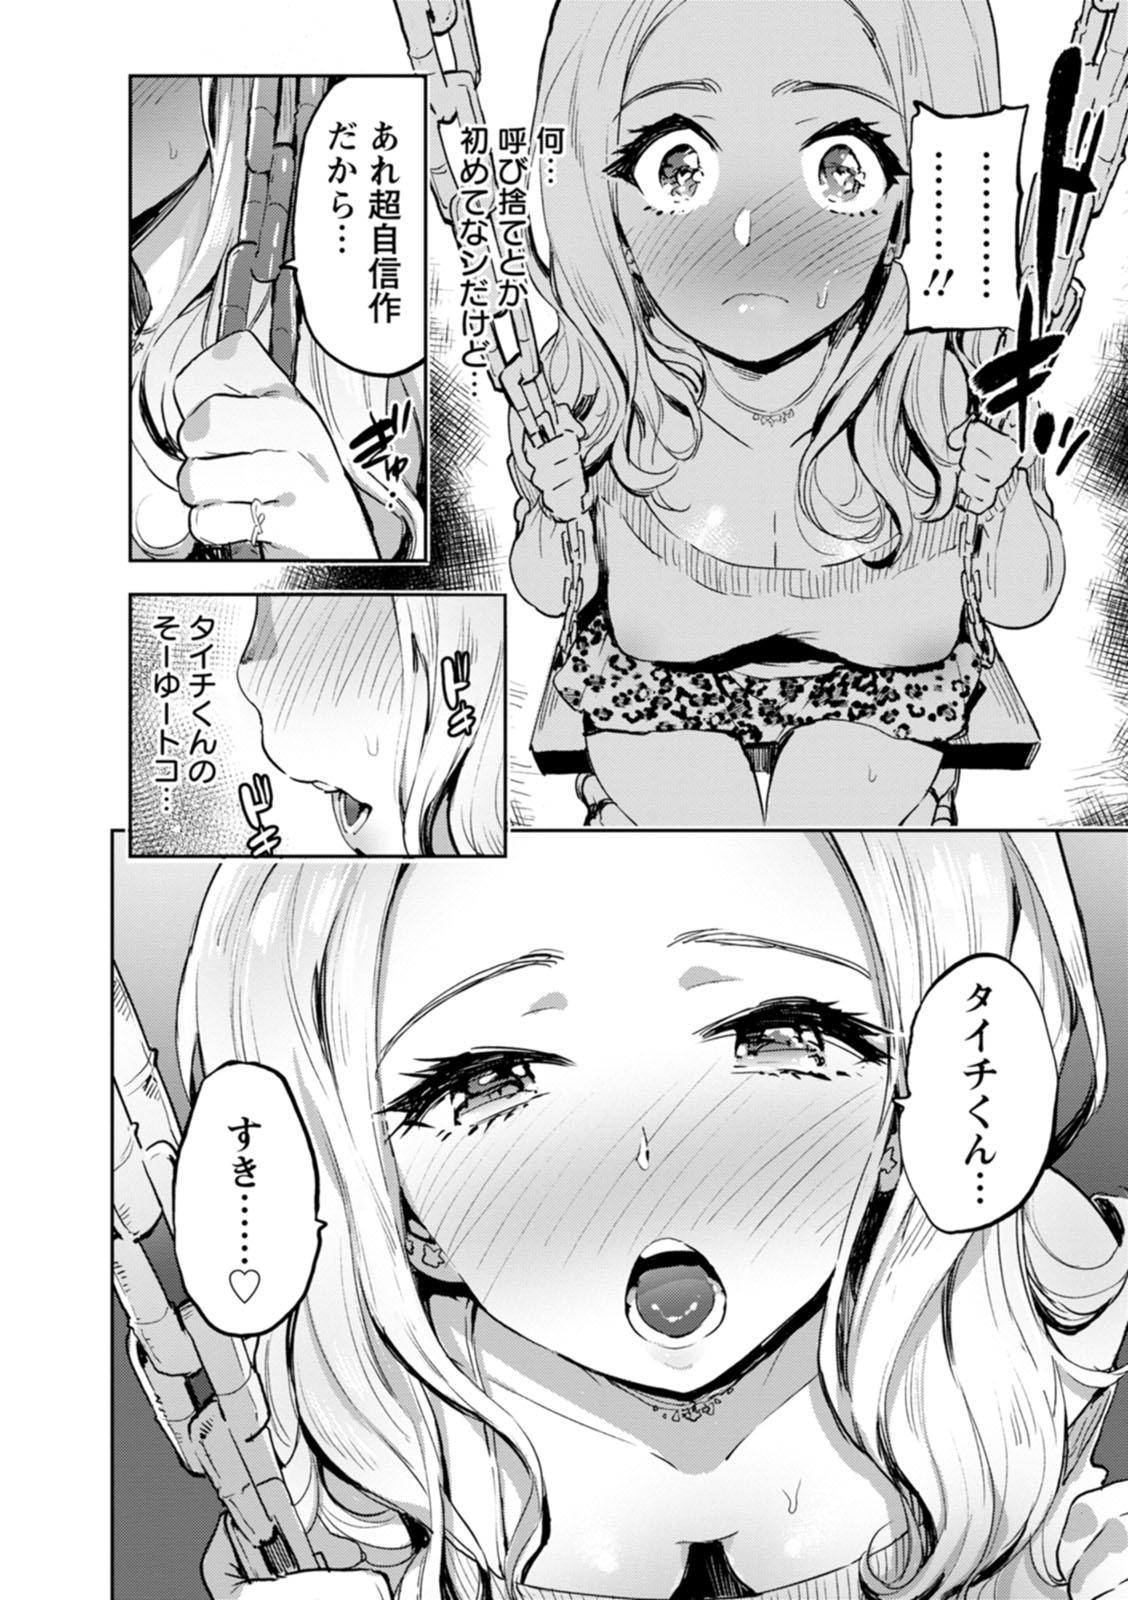 …………
…………!!
ドキッ
何…
呼び捨てとか
初めてなンだけど…
あれ超自信作
だから…
ぎゅ…
タイチくんの
そーゆートコ…
ドキ
ドキ
タイチくん…
すき………♡